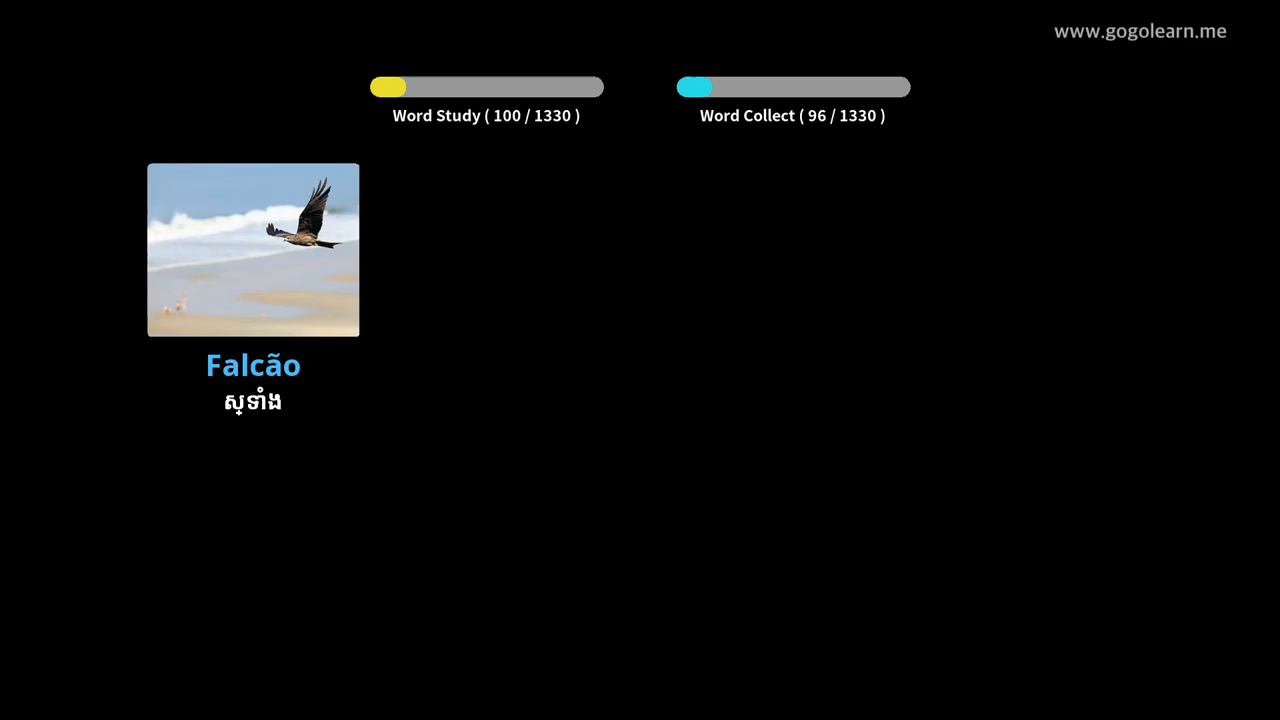 www.gogolearn.me
Word Study ( 100 / 1330 )
Word Collect ( 96 / 1330 )
Falcão
ស្ទាំង